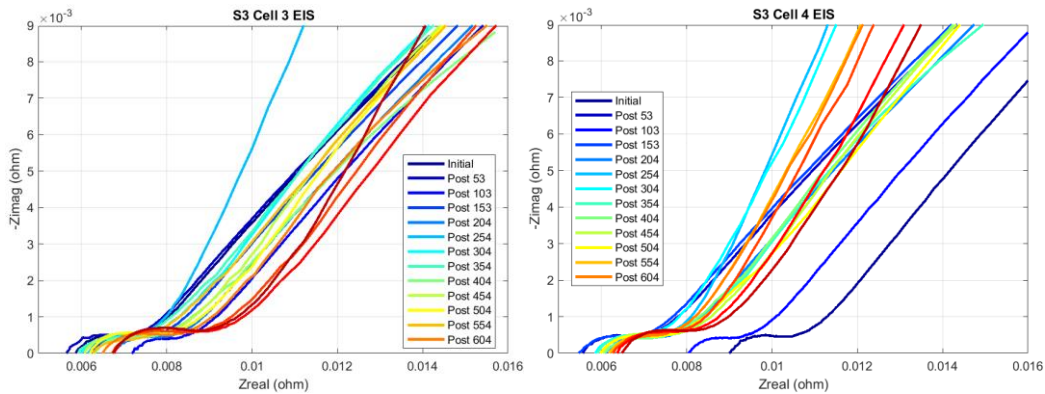 S3 Cell 3 EIS
×10⁻³
9
8
7
6
5
4
3
2
1
0
-Zimag (ohm)
0.006 0.008 0.01 0.012 0.014 0.016
Zreal (ohm)
Initial
Post 53
Post 103
Post 153
Post 204
Post 254
Post 304
Post 354
Post 404
Post 454
Post 504
Post 554
Post 604
S3 Cell 4 EIS
×10⁻³
9
8
7
6
5
4
3
2
1
0
-Zimag (ohm)
0.006 0.008 0.01 0.012 0.014 0.016
Zreal (ohm)
Initial
Post 53
Post 103
Post 153
Post 204
Post 254
Post 304
Post 354
Post 404
Post 454
Post 504
Post 554
Post 604